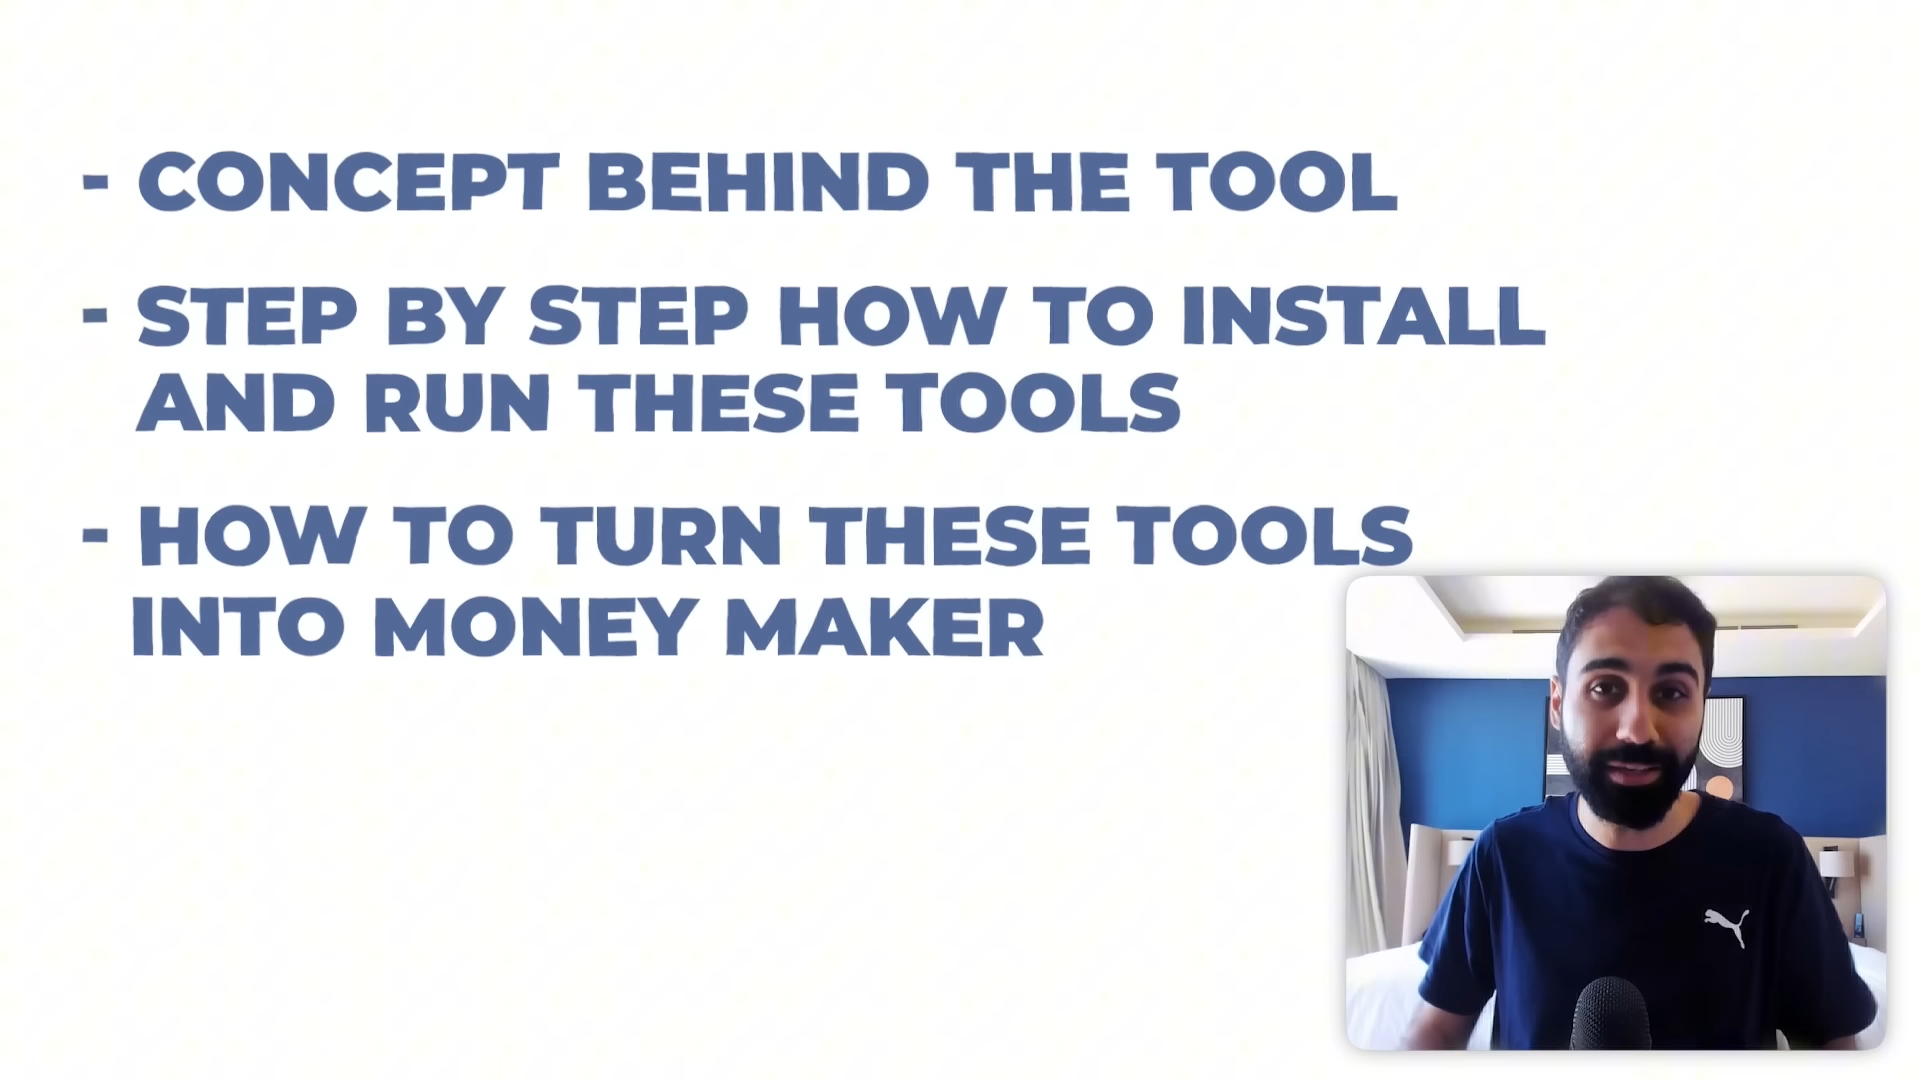 - CONCEPT BEHIND THE TOOL
- STEP BY STEP HOW TO INSTALL
AND RUN THESE TOOLS
- HOW TO TURN THESE TOOLS
INTO MONEY MAKER